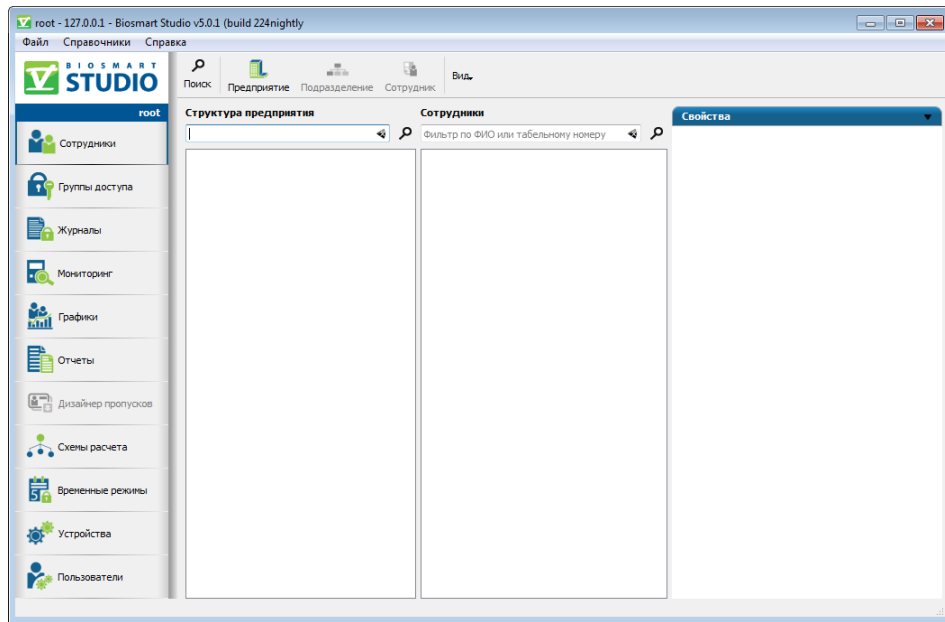 root - 127.0.0.1 - Biosmart Studio v5.0.1 (build 224nightly
Файл Справочники Справка
BIOSMART
STUDIO
Поиск Предприятие Подразделение Сотрудник Вид
root
Структура предприятия Сотрудники Свойства
Фильтр по ФИО или табельному номеру
Сотрудники
Группы доступа
Журналы
Мониторинг
Графики
Отчеты
Дизайнер пропусков
Схемы расчета
Временные режимы
Устройства
Пользователи